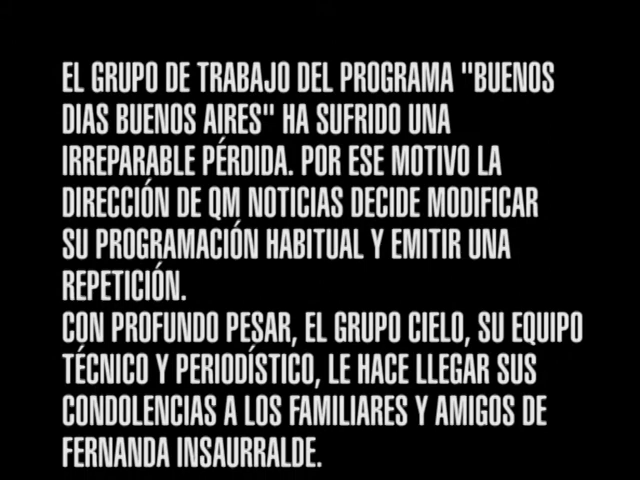 EL GRUPO DE TRABAJO DEL PROGRAMA "BUENOS
DIAS BUENOS AIRES" HA SUFRIDO UNA
IRREPARABLE PÉRDIDA. POR ESE MOTIVO LA
DIRECCIÓN DE QM NOTICIAS DECIDE MODIFICAR
SU PROGRAMACIÓN HABITUAL Y EMITIR UNA
REPETICIÓN.
CON PROFUNDO PESAR, EL GRUPO CIELO, SU EQUIPO
TÉCNICO Y PERIODÍSTICO, LE HACE LLEGAR SUS
CONDOLENCIAS A LOS FAMILIARES Y AMIGOS DE
FERNANDA INSAURRALDE.